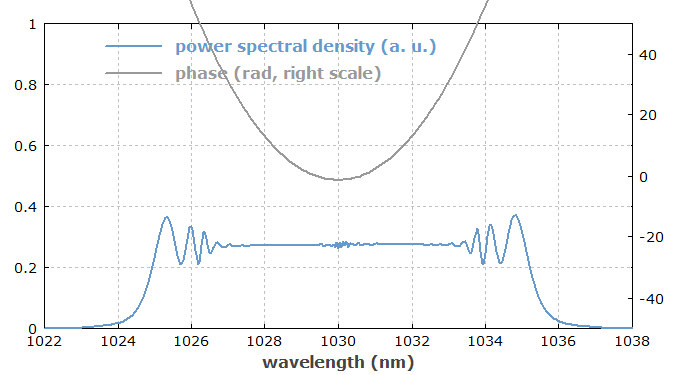 1
power spectral density (a. u.)
40
phase (rad, right scale)
0.8
20
0.6
0
0.4
-20
0.2
-40
0
1022 1024 1026 1028 1030 1032 1034 1036 1038
wavelength (nm)